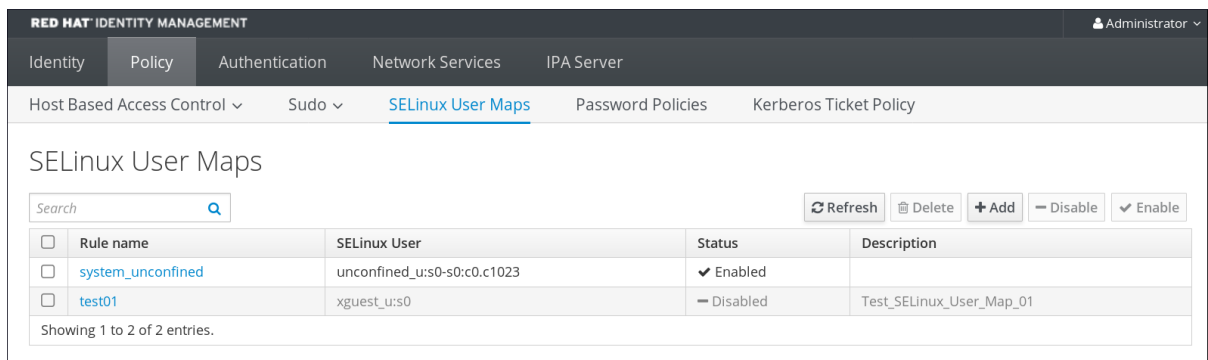 RED HAT IDENTITY MANAGEMENT Administrator
Identity Policy Authentication Network Services IPA Server
Host Based Access Control Sudo SELinux User Maps Password Policies Kerberos Ticket Policy
SELinux User Maps
Search Refresh Delete Add Disable Enable
Rule name SELinux User Status Description
system_unconfined unconfined_u:s0-s0:c0.c1023 Enabled
test01 xguest_u:s0 Disabled Test_SELinux_User_Map_01
Showing 1 to 2 of 2 entries.